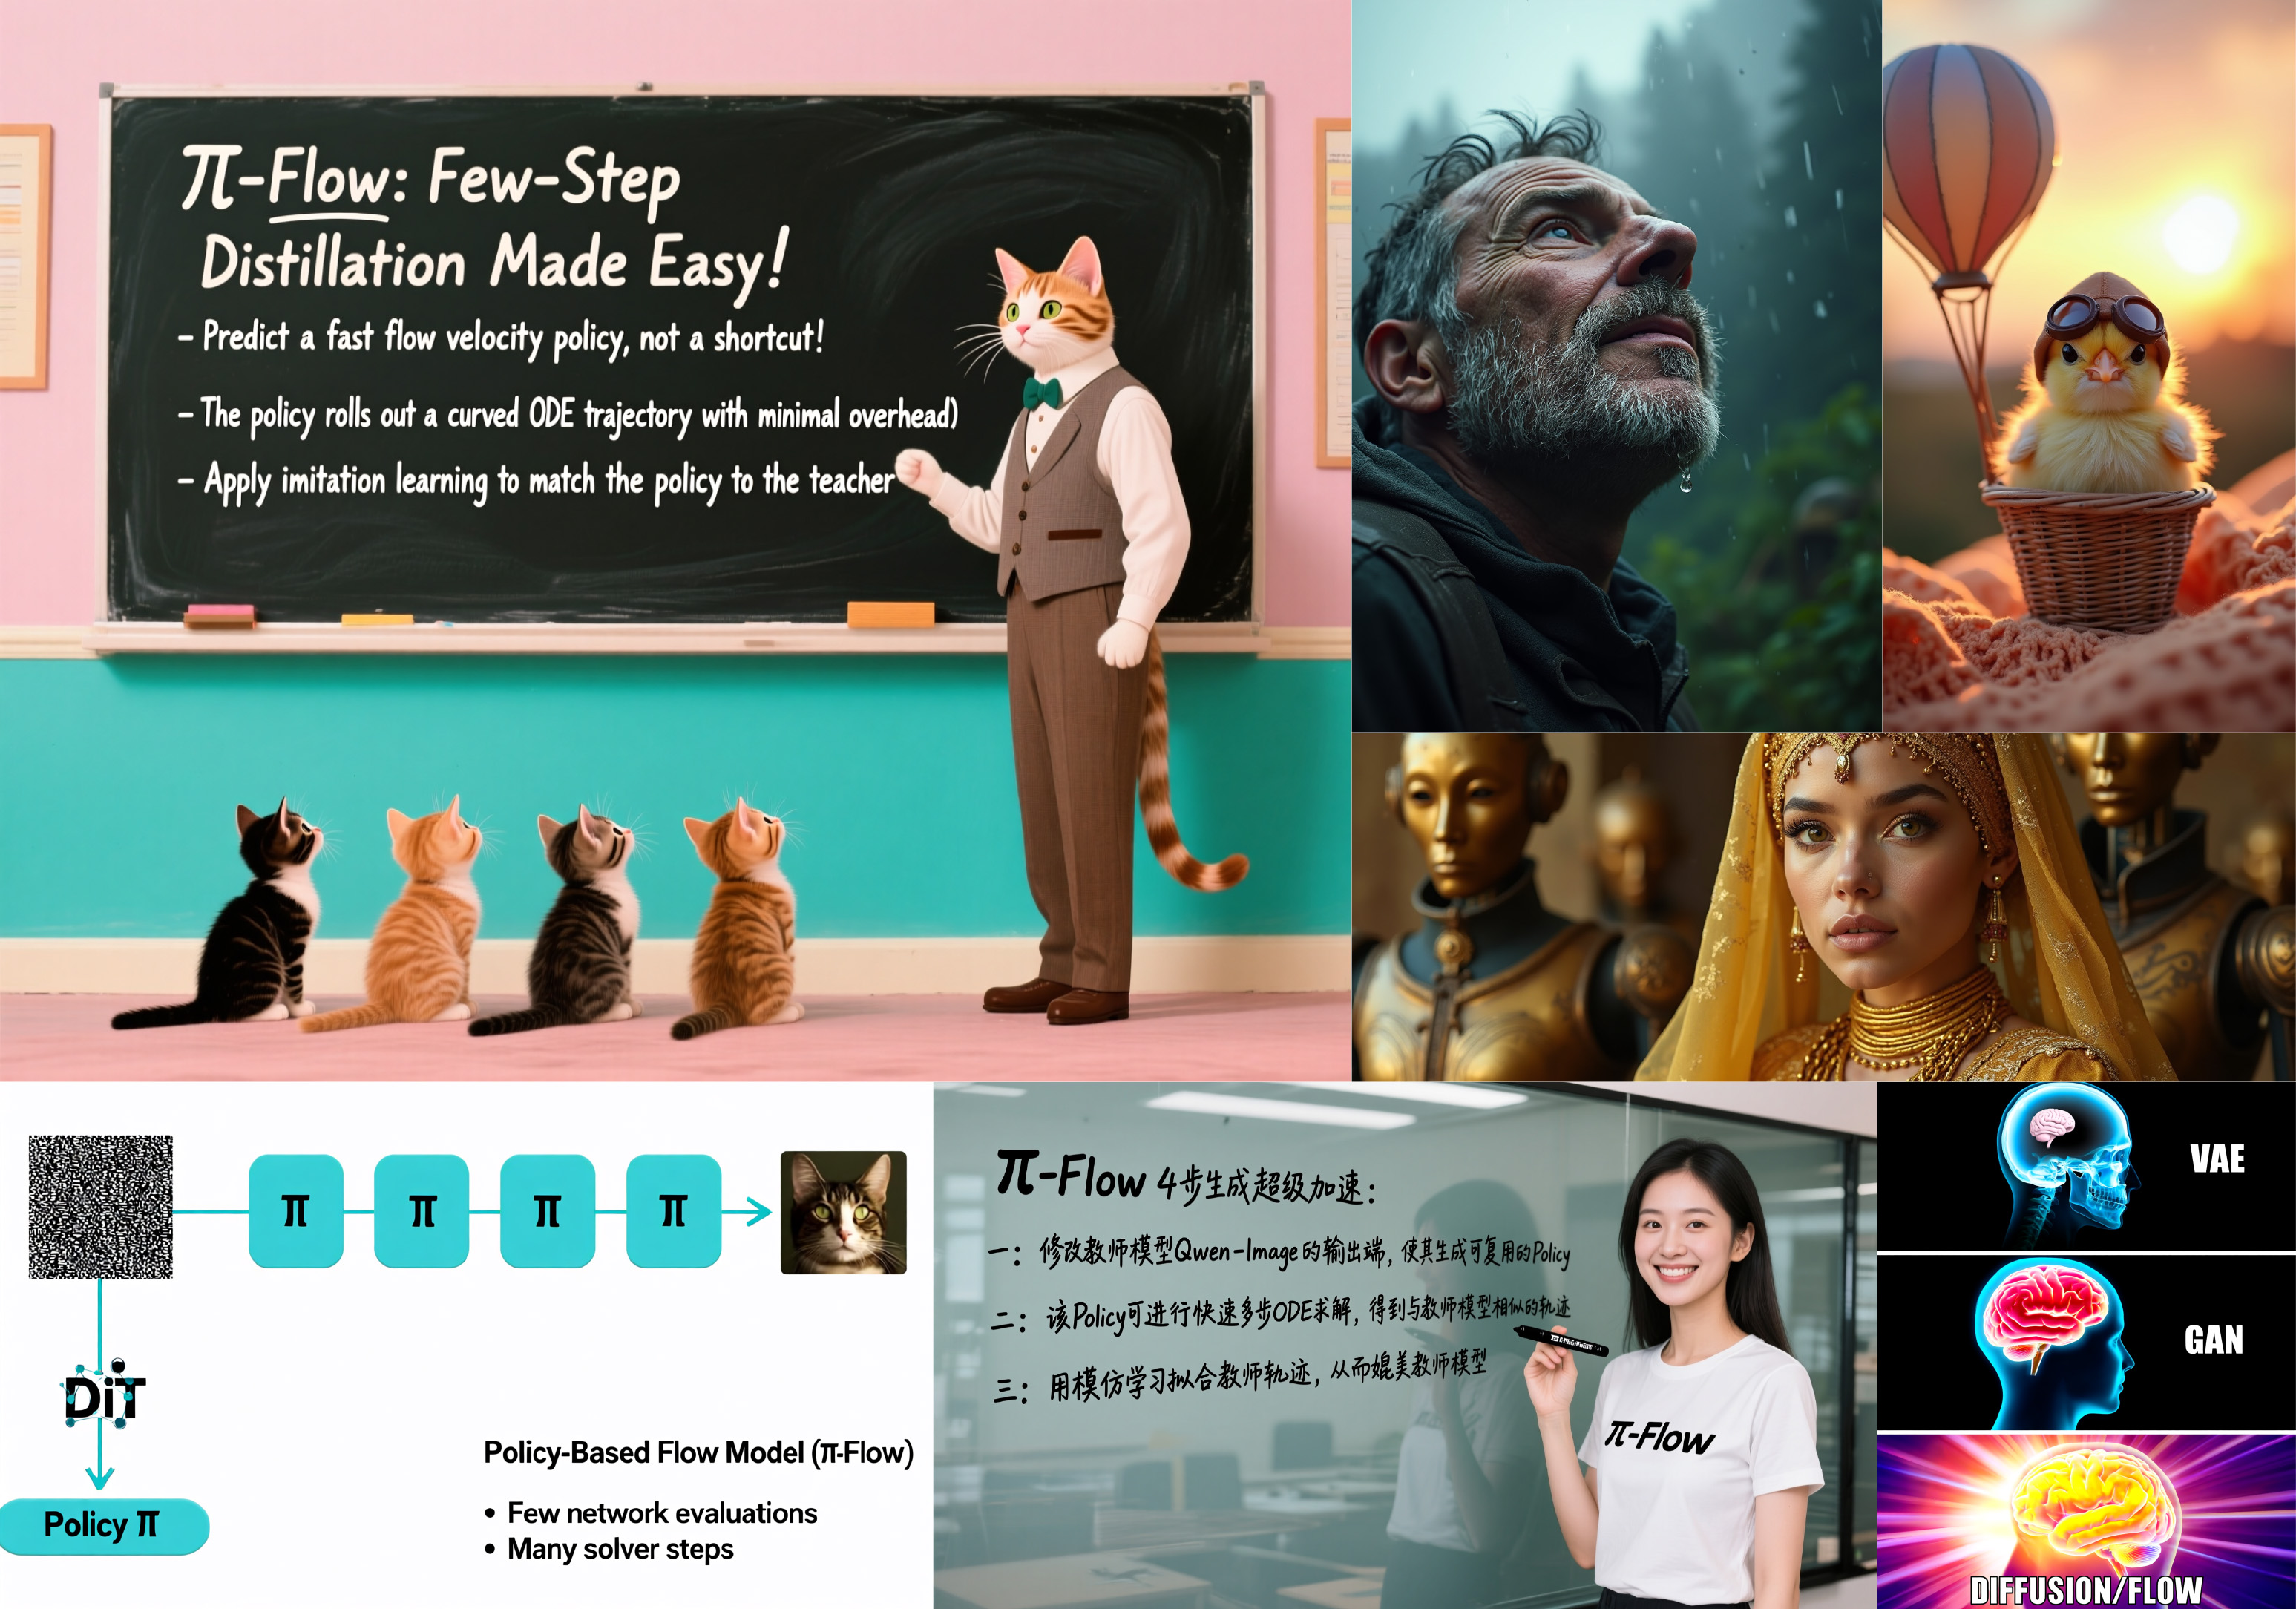 π-Flow: Few-Step
Distillation Made Easy!
- Predict a fast flow velocity policy, not a shortcut!
- The policy rolls out a curved ODE trajectory with minimal overhead)
- Apply imitation learning to match the policy to the teacher
π π π π
DiT
Policy π
Policy-Based Flow Model (π-Flow)
• Few network evaluations
• Many solver steps
π-Flow 4步生成超级加速：
一：修改教师模型Qwen-Image的输出端，使其生成可复用的Policy
二：该Policy可进行快速多步ODE求解，得到与教师模型相似的轨迹
三：用模仿学习拟合教师轨迹，从而媲美教师模型
π-Flow
VAE
GAN
DIFFUSION/FLOW